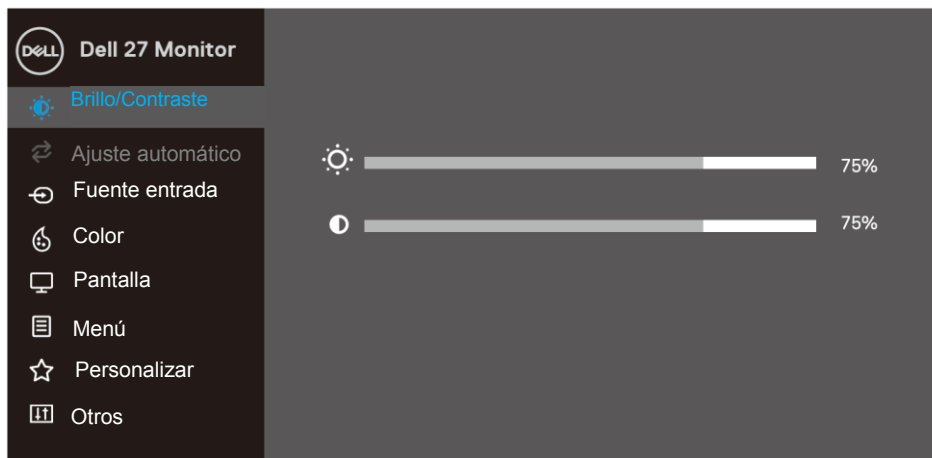 DELL Dell 27 Monitor
Brillo/Contraste
Ajuste automático
75%
Fuente entrada
Color
75%
Pantalla
Menú
Personalizar
Otros